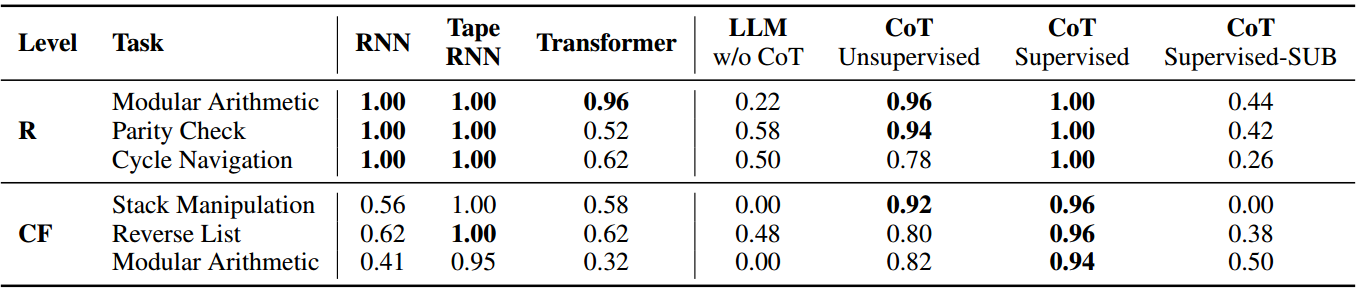 Level Task RNN Tape RNN Transformer LLM w/o CoT CoT Unsupervised CoT Supervised CoT Supervised-SUB
R
Modular Arithmetic 1.00 1.00 0.96 0.22 0.96 1.00 0.44
Parity Check 1.00 1.00 0.52 0.58 0.94 1.00 0.42
Cycle Navigation 1.00 1.00 0.62 0.50 0.78 1.00 0.26
CF
Stack Manipulation 0.56 1.00 0.58 0.00 0.92 0.96 0.00
Reverse List 0.62 1.00 0.62 0.48 0.80 0.96 0.38
Modular Arithmetic 0.41 0.95 0.32 0.00 0.82 0.94 0.50